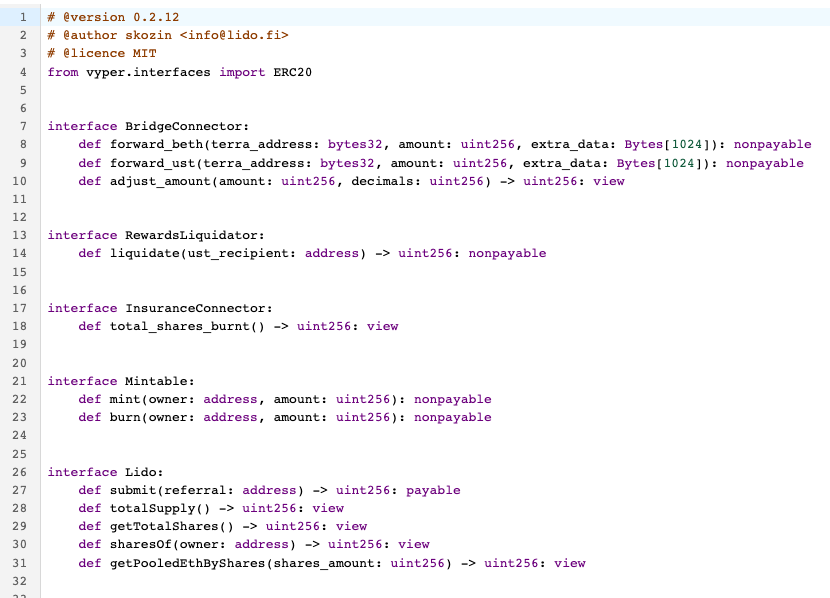 1 # @version 0.2.12
2 # @author skozin <info@lido.fi>
3 # @licence MIT
4 from vyper.interfaces import ERC20
5
6
7 interface BridgeConnector:
8     def forward_beth(terra_address: bytes32, amount: uint256, extra_data: Bytes[1024]): nonpayable
9     def forward_ust(terra_address: bytes32, amount: uint256, extra_data: Bytes[1024]): nonpayable
10     def adjust_amount(amount: uint256, decimals: uint256) -> uint256: view
11
12
13 interface RewardsLiquidator:
14     def liquidate(ust_recipient: address) -> uint256: nonpayable
15
16
17 interface InsuranceConnector:
18     def total_shares_burnt() -> uint256: view
19
20
21 interface Mintable:
22     def mint(owner: address, amount: uint256): nonpayable
23     def burn(owner: address, amount: uint256): nonpayable
24
25
26 interface Lido:
27     def submit(referral: address) -> uint256: payable
28     def totalSupply() -> uint256: view
29     def getTotalShares() -> uint256: view
30     def sharesOf(owner: address) -> uint256: view
31     def getPooledEthByShares(shares_amount: uint256) -> uint256: view
32